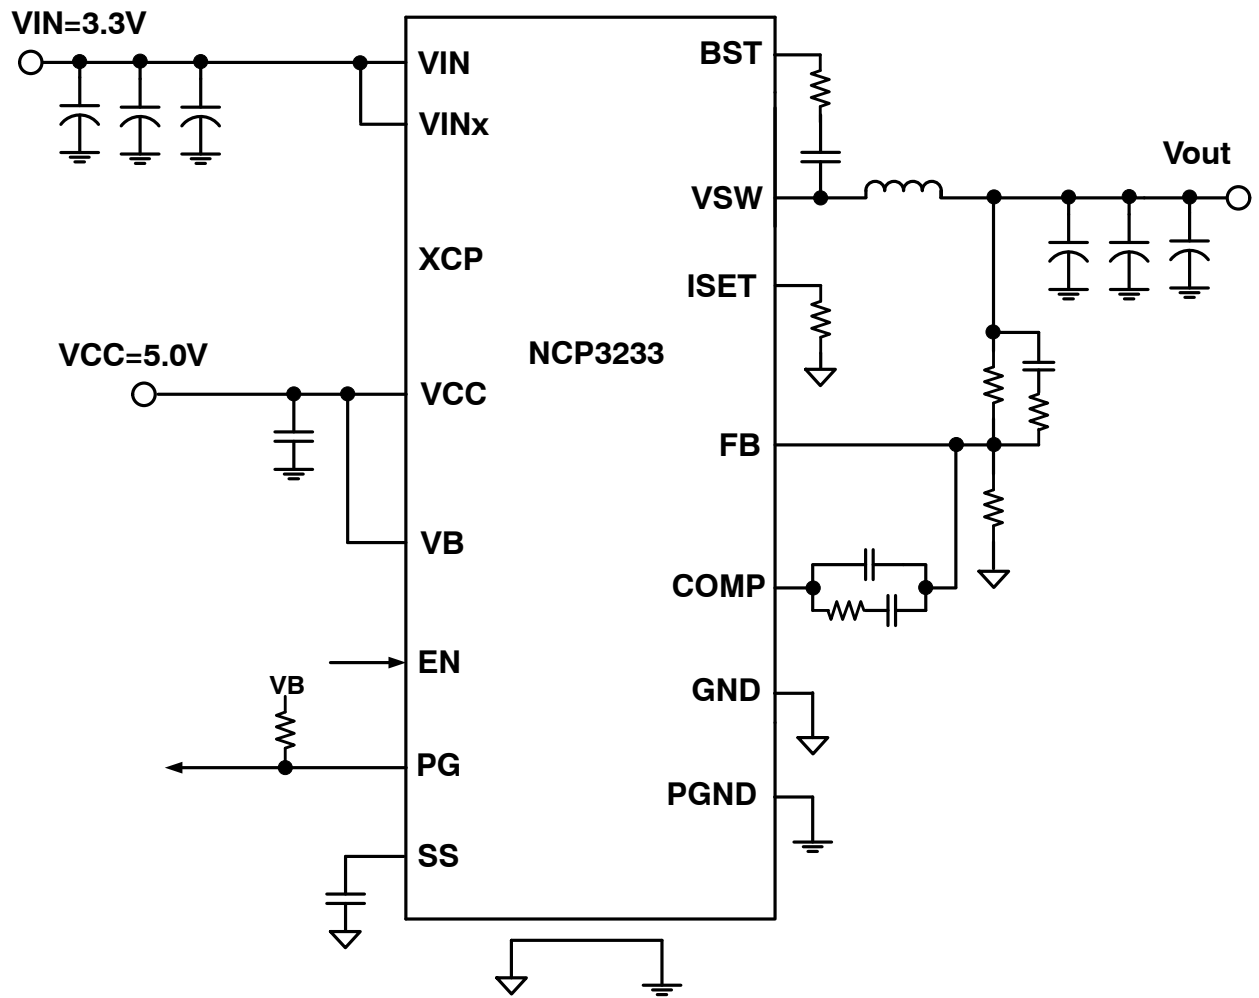 VIN=3.3V
VIN
VINx
XCP
VCC=5.0V
VCC
VB
EN
VB
PG
SS
NCP3233
BST
VSW
Vout
ISET
FB
COMP
GND
PGND